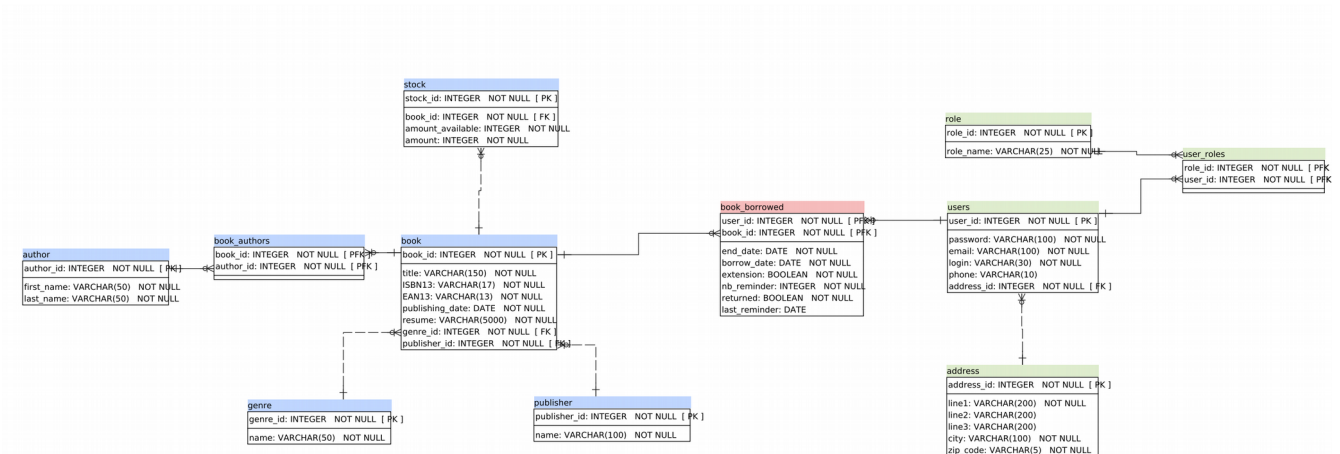 stock
stock_id: INTEGER NOT NULL [ PK ]
book_id: INTEGER NOT NULL [ FK ]
amount_available: INTEGER NOT NULL
amount: INTEGER NOT NULL
role
role_id: INTEGER NOT NULL [ PK ]
role_name: VARCHAR(25) NOT NULL
user_roles
role_id: INTEGER NOT NULL [ PFK
user_id: INTEGER NOT NULL [ PFK
book_borrowed
user_id: INTEGER NOT NULL [ PFK ]
book_id: INTEGER NOT NULL [ PFK ]
end_date: DATE NOT NULL
borrow_date: DATE NOT NULL
extension: BOOLEAN NOT NULL
nb_reminder: INTEGER NOT NULL
returned: BOOLEAN NOT NULL
last_reminder: DATE
users
user_id: INTEGER NOT NULL [ PK ]
password: VARCHAR(100) NOT NULL
email: VARCHAR(100) NOT NULL
login: VARCHAR(30) NOT NULL
phone: VARCHAR(10)
address_id: INTEGER NOT NULL [ FK ]
author
author_id: INTEGER NOT NULL [ PK ]
first_name: VARCHAR(50) NOT NULL
last_name: VARCHAR(50) NOT NULL
book_authors
book_id: INTEGER NOT NULL [ PFK ]
author_id: INTEGER NOT NULL [ PFK ]
book
book_id: INTEGER NOT NULL [ PK ]
title: VARCHAR(150) NOT NULL
ISBN13: VARCHAR(17) NOT NULL
EAN13: VARCHAR(13) NOT NULL
publishing_date: DATE NOT NULL
resume: VARCHAR(5000) NOT NULL
genre_id: INTEGER NOT NULL [ FK ]
publisher_id: INTEGER NOT NULL [ FK ]
genre
genre_id: INTEGER NOT NULL [ PK ]
name: VARCHAR(50) NOT NULL
publisher
publisher_id: INTEGER NOT NULL [ PK ]
name: VARCHAR(100) NOT NULL
address
address_id: INTEGER NOT NULL [ PK ]
line1: VARCHAR(200) NOT NULL
line2: VARCHAR(200)
line3: VARCHAR(200)
city: VARCHAR(100) NOT NULL
zip_code: VARCHAR(5) NOT NULL